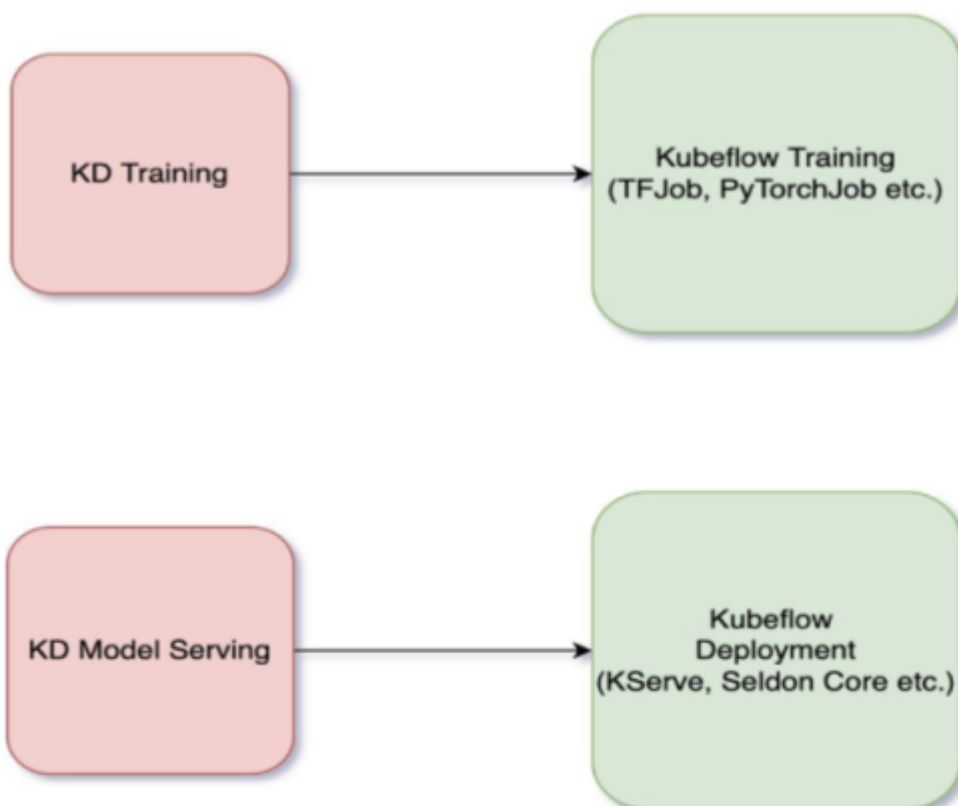 KD Training
Kubeflow Training
(TFJob, PyTorchJob etc.)
KD Model Serving
Kubeflow
Deployment
(KServe, Seldon Core etc.)